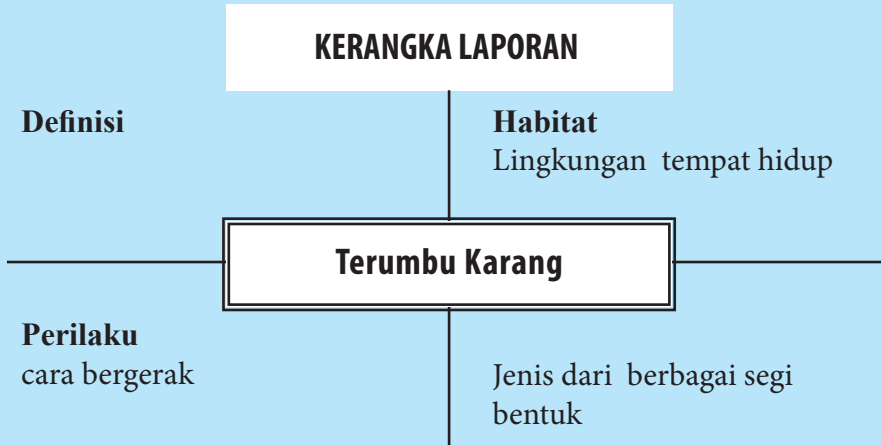 KERANGKA LAPORAN
Definisi
Habitat
Lingkungan tempat hidup
Terumbu Karang
Perilaku
cara bergerak
Jenis dari berbagai segi
bentuk